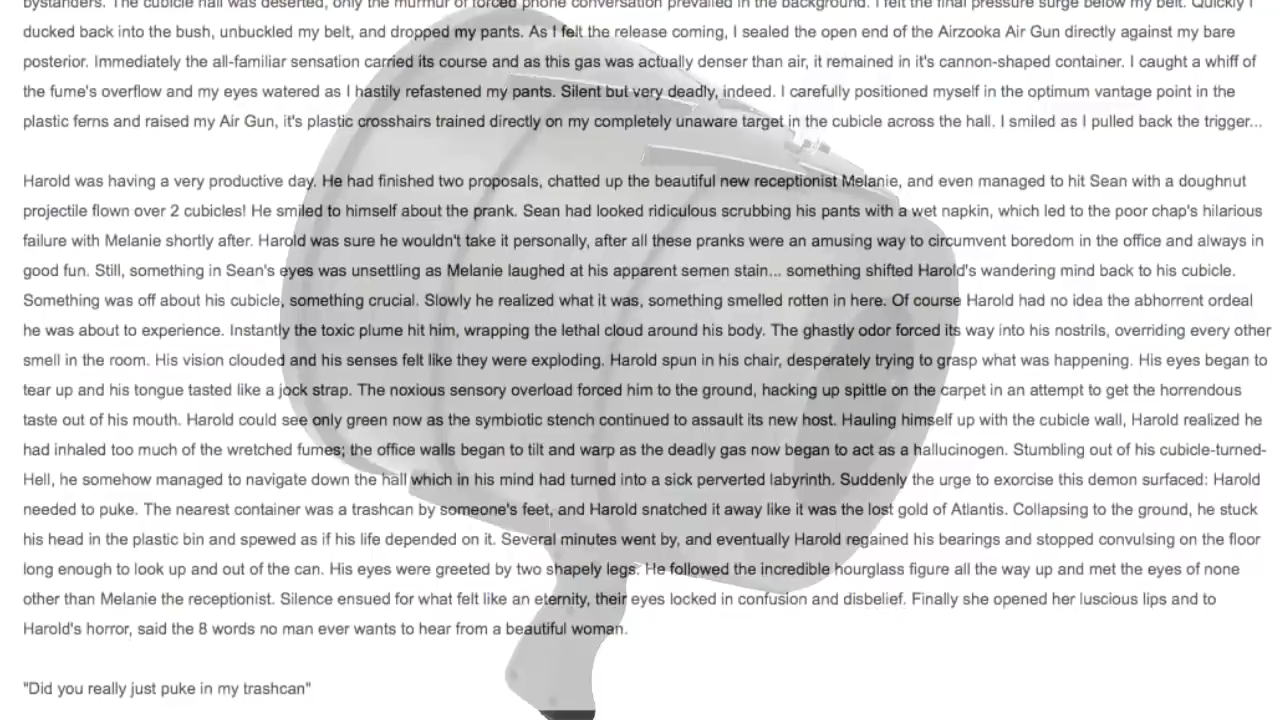 bystanders. The cubicle hall was deserted, only the murmur of forced phone conversation prevailed in the background. I felt the final pressure surge below my belt. Quickly I
ducked back into the bush, unbuckled my belt, and dropped my pants. As I felt the release coming, I sealed the open end of the Airzooka Air Gun directly against my bare
posterior. Immediately the all-familiar sensation carried its course and as this gas was actually denser than air, it remained in it's cannon-shaped container. I caught a whiff of
the fume's overflow and my eyes watered as I hastily refastened my pants. Silent but very deadly, indeed. I carefully positioned myself in the optimum vantage point in the
plastic ferns and raised my Air Gun, it's plastic crosshairs trained directly on my completely unaware target in the cubicle across the hall. I smiled as I pulled back the trigger...
Harold was having a very productive day. He had finished two proposals, chatted up the beautiful new receptionist Melanie, and even managed to hit Sean with a doughnut
projectile flown over 2 cubicles! He smiled to himself about the prank. Sean had looked ridiculous scrubbing his pants with a wet napkin, which led to the poor chap's hilarious
failure with Melanie shortly after. Harold was sure he wouldn't take it personally, after all these pranks were an amusing way to circumvent boredom in the office and always in
good fun. Still, something in Sean's eyes was unsettling as Melanie laughed at his apparent semen stain... something shifted Harold's wandering mind back to his cubicle.
Something was off about his cubicle, something crucial. Slowly he realized what it was, something smelled rotten in here. Of course Harold had no idea the abhorrent ordeal
he was about to experience. Instantly the toxic plume hit him, wrapping the lethal cloud around his body. The ghastly odor forced its way into his nostrils, overriding every other
smell in the room. His vision clouded and his senses felt like they were exploding. Harold spun in his chair, desperately trying to grasp what was happening. His eyes began to
tear up and his tongue tasted like a jock strap. The noxious sensory overload forced him to the ground, hacking up spittle on the carpet in an attempt to get the horrendous
taste out of his mouth. Harold could see only green now as the symbiotic stench continued to assault its new host. Hauling himself up with the cubicle wall, Harold realized he
had inhaled too much of the wretched fumes; the office walls began to tilt and warp as the deadly gas now began to act as a hallucinogen. Stumbling out of his cubicle-turned-
Hell, he somehow managed to navigate down the hall which in his mind had turned into a sick perverted labyrinth. Suddenly the urge to exorcise this demon surfaced: Harold
needed to puke. The nearest container was a trashcan by someone's feet, and Harold snatched it away like it was the lost gold of Atlantis. Collapsing to the ground, he stuck
his head in the plastic bin and spewed as if his life depended on it. Several minutes went by, and eventually Harold regained his bearings and stopped convulsing on the floor
long enough to look up and out of the can. His eyes were greeted by two shapely legs. He followed the incredible hourglass figure all the way up and met the eyes of none
other than Melanie the receptionist. Silence ensued for what felt like an eternity, their eyes locked in confusion and disbelief. Finally she opened her luscious lips and to
Harold's horror, said the 8 words no man ever wants to hear from a beautiful woman.
"Did you really just puke in my trashcan"